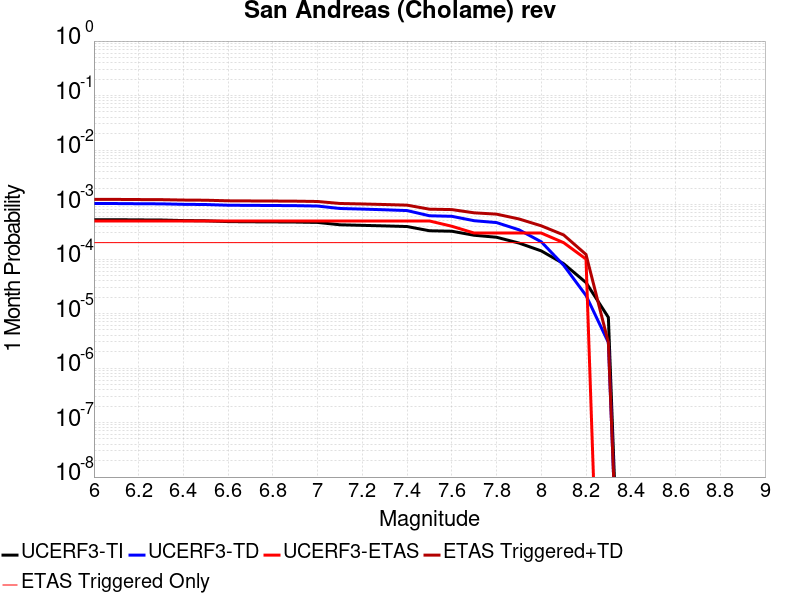 San Andreas (Cholame) rev
1 Month Probability
10^0
10^-1
10^-2
10^-3
10^-4
10^-5
10^-6
10^-7
10^-8
6 6.2 6.4 6.6 6.8 7 7.2 7.4 7.6 7.8 8 8.2 8.4 8.6 8.8 9
Magnitude
UCERF3-TI UCERF3-TD UCERF3-ETAS ETAS Triggered+TD
ETAS Triggered Only